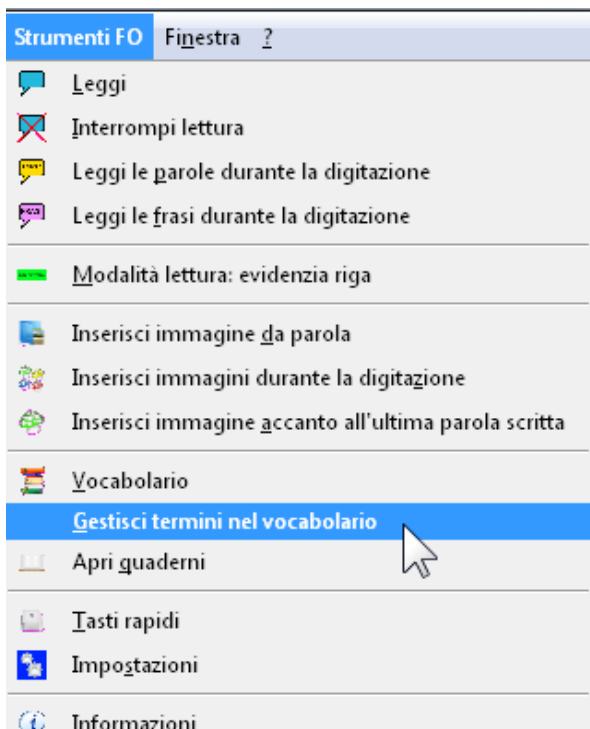 Strumenti FO Finestra ?
Leggi
Interrompi lettura
Leggi le parole durante la digitazione
Leggi le frasi durante la digitazione
Modalità lettura: evidenzia riga
Inserisci immagine da parola
Inserisci immagini durante la digitazione
Inserisci immagine accanto all'ultima parola scritta
Vocabolario
Gestisci termini nel vocabolario
Apri quaderni
Tasti rapidi
Impostazioni
Informazioni